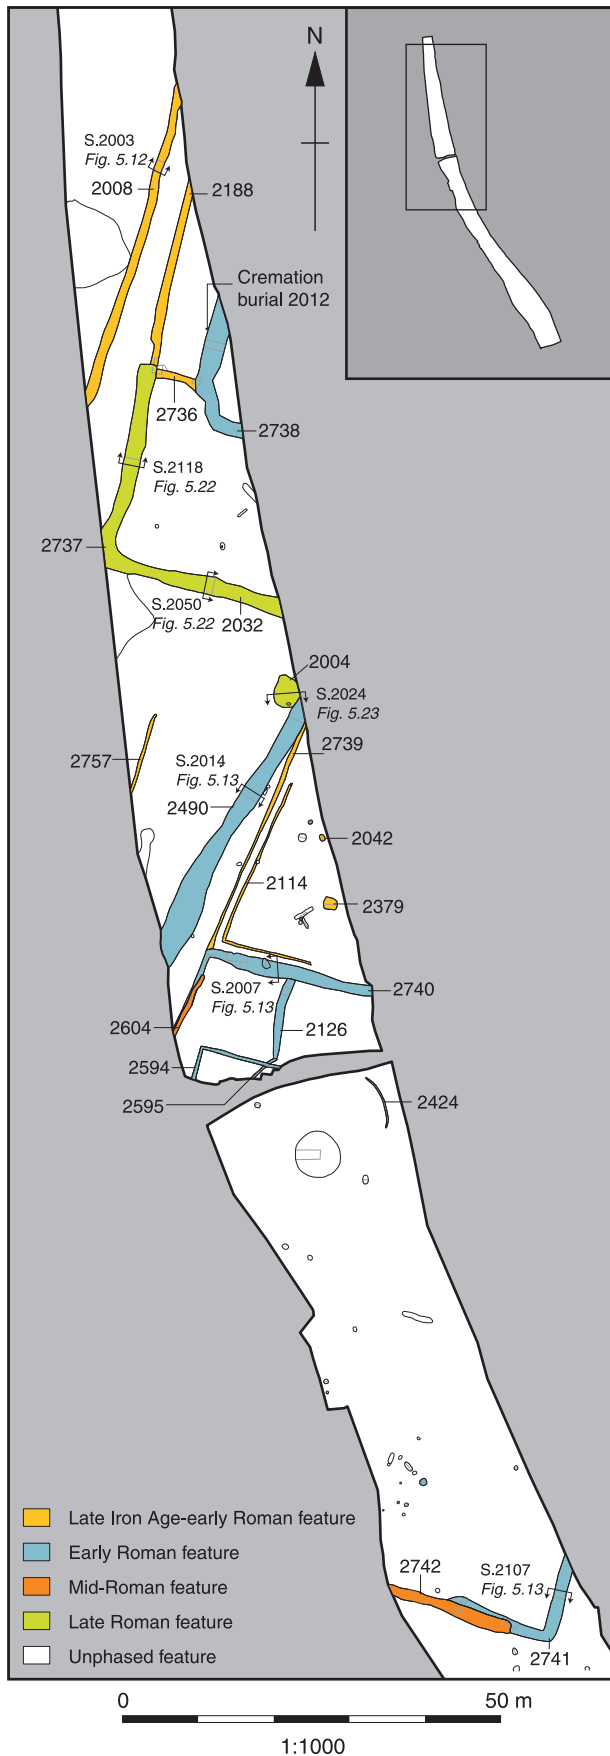 N
S.2003
Fig. 5.12
2008
2188
Cremation
burial 2012
2736
2738
S.2118
Fig. 5.22
2737
S.2050
Fig. 5.22
2032
2004
S.2024
Fig. 5.23
2739
2757
S.2014
Fig. 5.13
2490
2042
2114
2379
S.2007
Fig. 5.13
2740
2604
2126
2594
2595
2424
Late Iron Age-early Roman feature
Early Roman feature
Mid-Roman feature
Late Roman feature
Unphased feature
2742
S.2107
Fig. 5.13
2741
0 50 m
1:1000